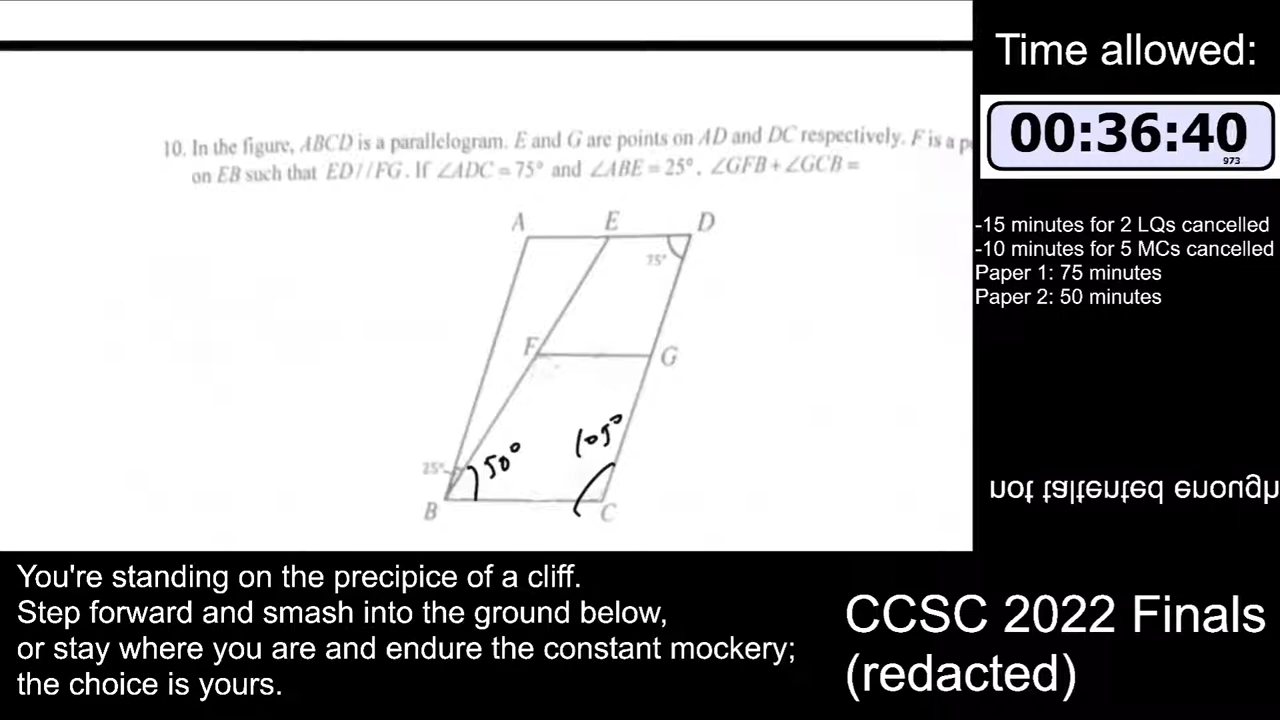 10. In the figure, ABCD is a parallelogram. E and G are points on AD and DC respectively. F is a
on EB such that ED//FG. If ∠ADC = 75° and ∠ABE = 25°, ∠GFB + ∠GCB =
A E D
75°
F G
105°
50°
25°
B C
Time allowed:
00:36:40
973
-15 minutes for 2 LQs cancelled
-10 minutes for 5 MCs cancelled
Paper 1: 75 minutes
Paper 2: 50 minutes
not taltented enough
You're standing on the precipice of a cliff.
Step forward and smash into the ground below,
or stay where you are and endure the constant mockery;
the choice is yours.
CCSC 2022 Finals
(redacted)